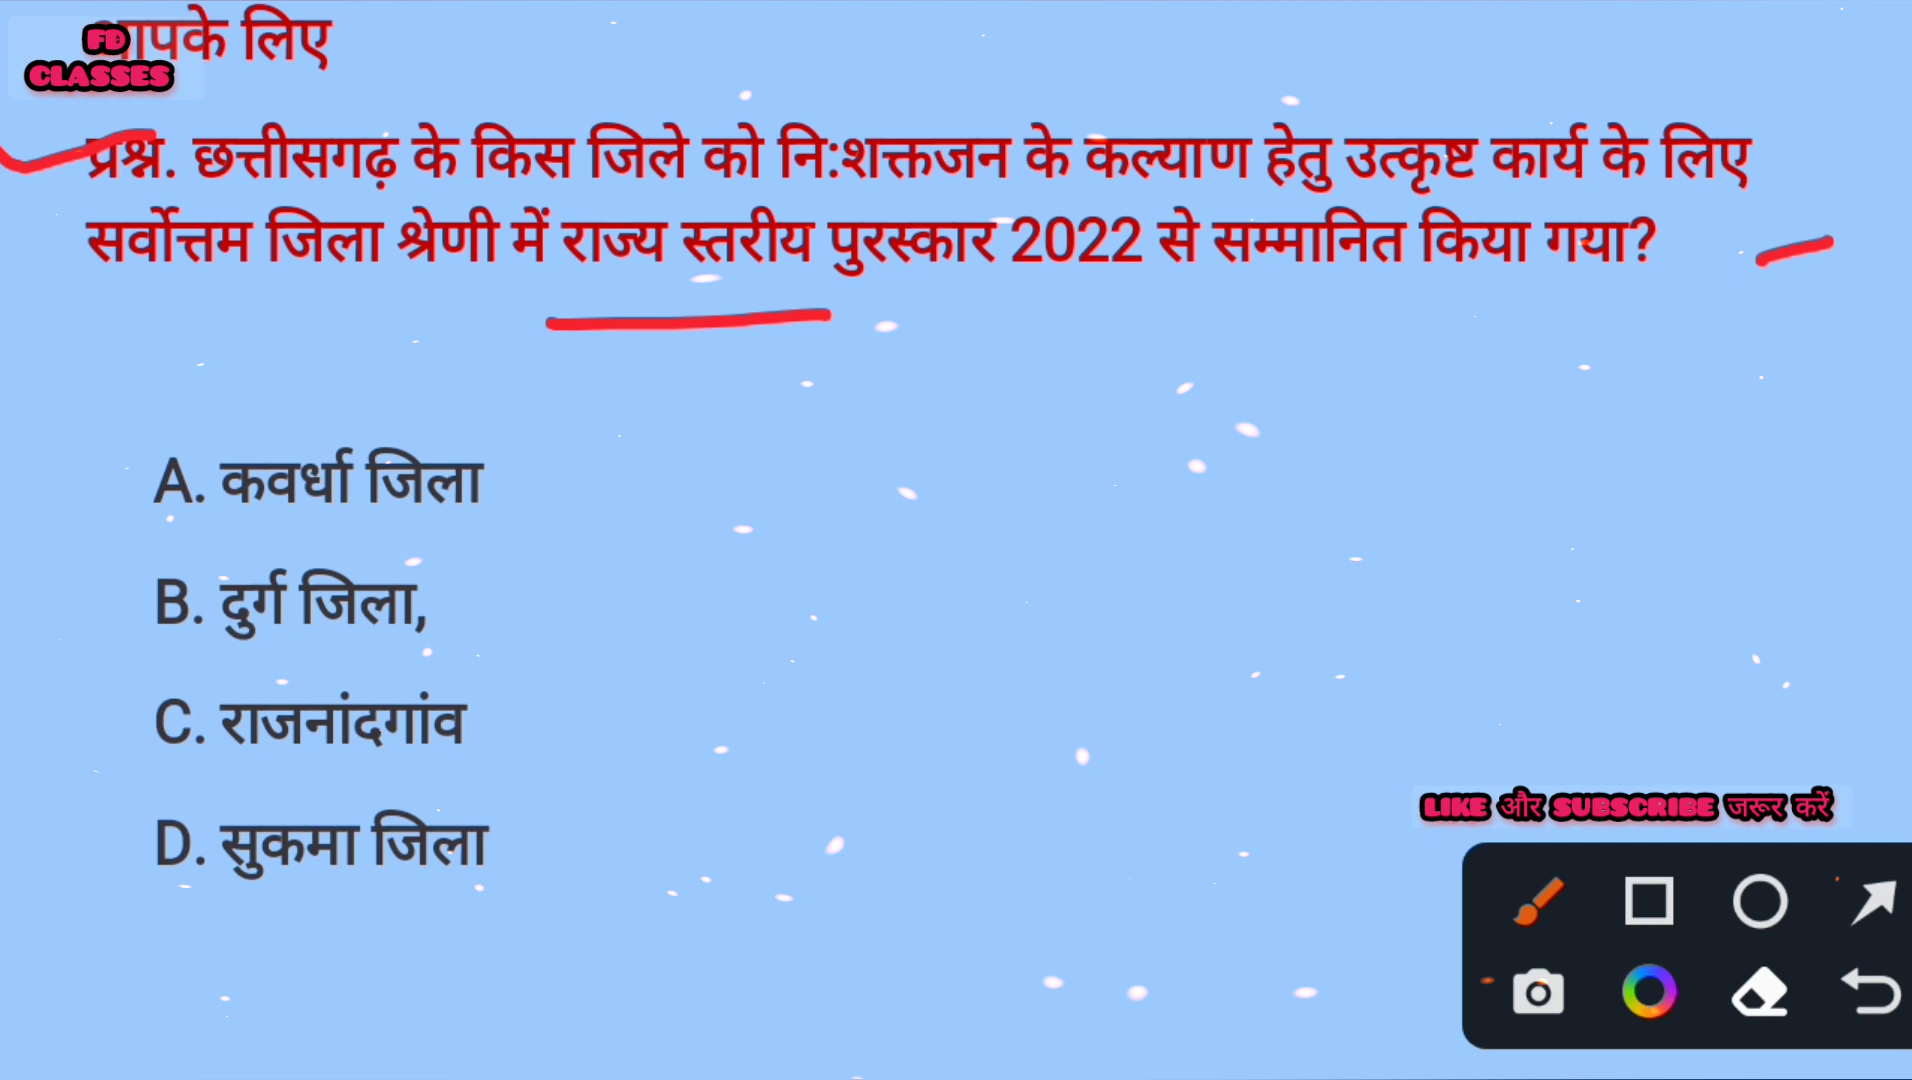 FD
CLASSES
के लिए
प्रश्न. छत्तीसगढ़ के किस जिले को नि:शक्तजन के कल्याण हेतु उत्कृष्ट कार्य के लिए
सर्वोत्तम जिला श्रेणी में राज्य स्तरीय पुरस्कार 2022 से सम्मानित किया गया?
A. कवर्धा जिला
B. दुर्ग जिला,
C. राजनांदगांव
D. सुकमा जिला
LIKE और SUBSCRIBE जरूर करें